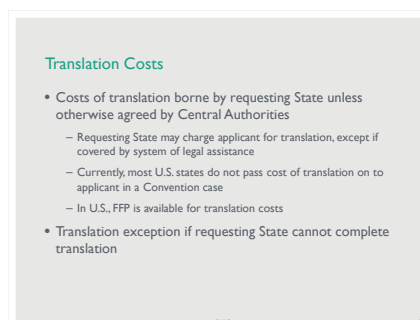 Translation Costs
• Costs of translation borne by requesting State unless
otherwise agreed by Central Authorities
– Requesting State may charge applicant for translation, except if
covered by system of legal assistance
– Currently, most U.S. states do not pass cost of translation on to
applicant in a Convention case
– In U.S., FFP is available for translation costs
• Translation exception if requesting State cannot complete
translation